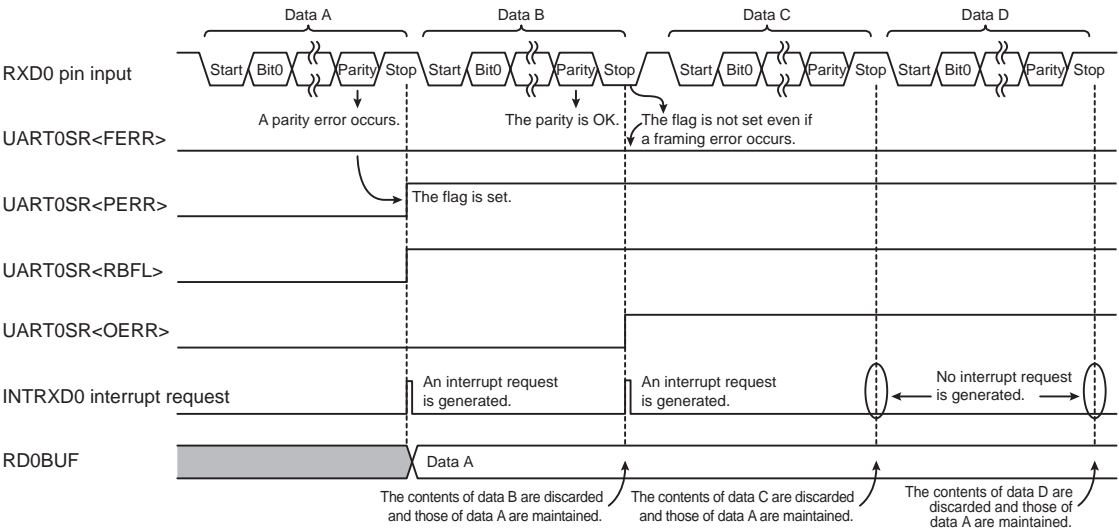 Data A Data B Data C Data D
RXD0 pin input Start Bit0 Parity Stop Start Bit0 Parity Stop Start Bit0 Parity Stop Start Bit0 Parity Stop
A parity error occurs. The parity is OK. The flag is not set even if
a framing error occurs.
UART0SR<FERR>
UART0SR<PERR> The flag is set.
UART0SR<RBFL>
UART0SR<OERR>
An interrupt request An interrupt request No interrupt request
INTRXD0 interrupt request is generated. is generated. is generated.
RD0BUF Data A
The contents of data B are discarded The contents of data C are discarded The contents of data D are
and those of data A are maintained. and those of data A are maintained. discarded and those of
data A are maintained.